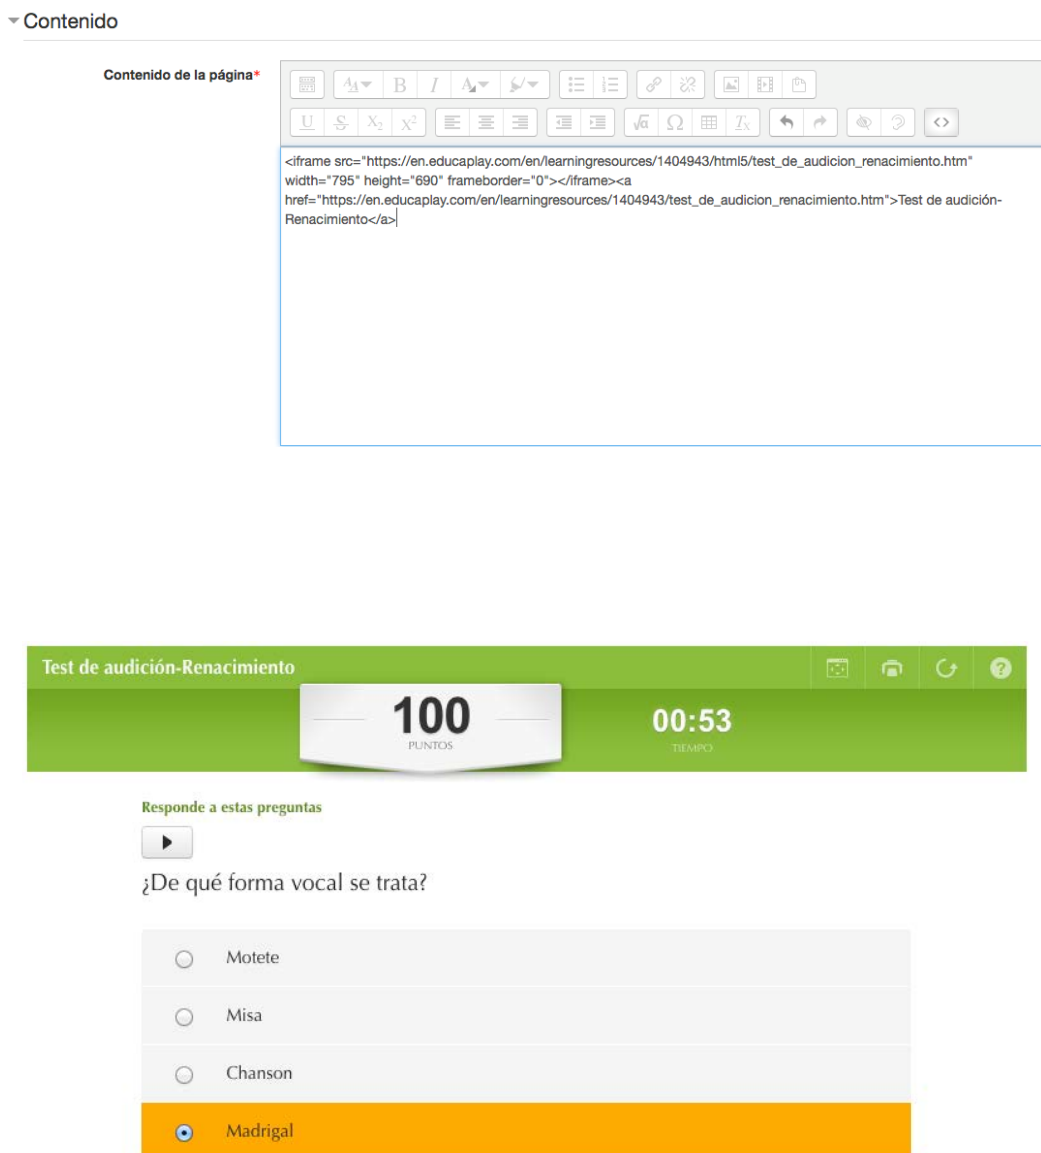 Contenido
Contenido de la página*
<iframe src="https://en.educaplay.com/en/learningresources/1404943/html5/test_de_audicion_renacimiento.htm"
width="795" height="690" frameborder="0"></iframe><a
href="https://en.educaplay.com/en/learningresources/1404943/test_de_audicion_renacimiento.htm">Test de audición-
Renacimiento</a>
Test de audición-Renacimiento
100
PUNTOS
00:53
TIEMPO
Responde a estas preguntas
¿De qué forma vocal se trata?
Motete
Misa
Chanson
Madrigal